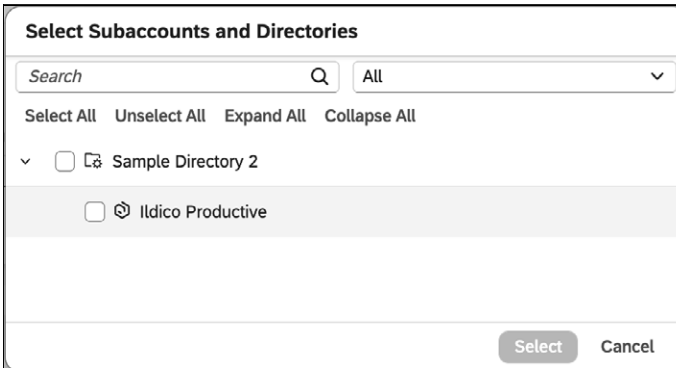 Select Subaccounts and Directories
Search All
Select All Unselect All Expand All Collapse All
Sample Directory 2
Ildico Productive
Select Cancel